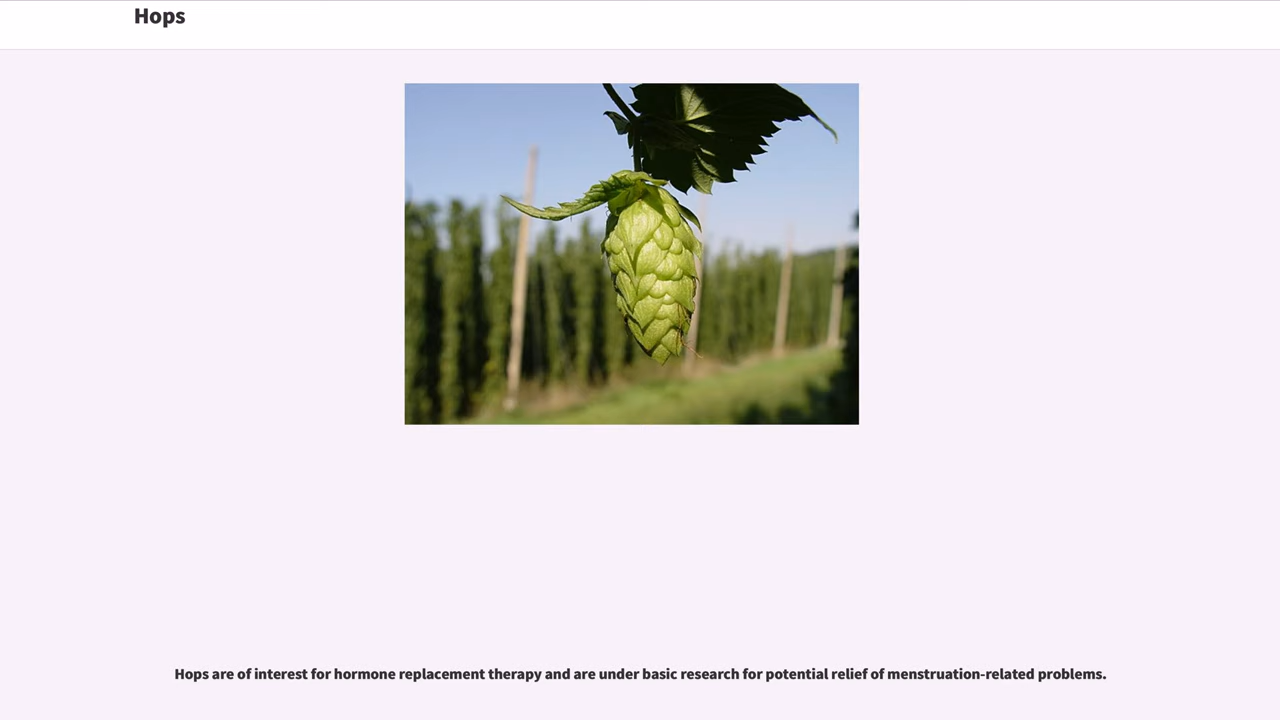 Hops
Hops are of interest for hormone replacement therapy and are under basic research for potential relief of menstruation-related problems.